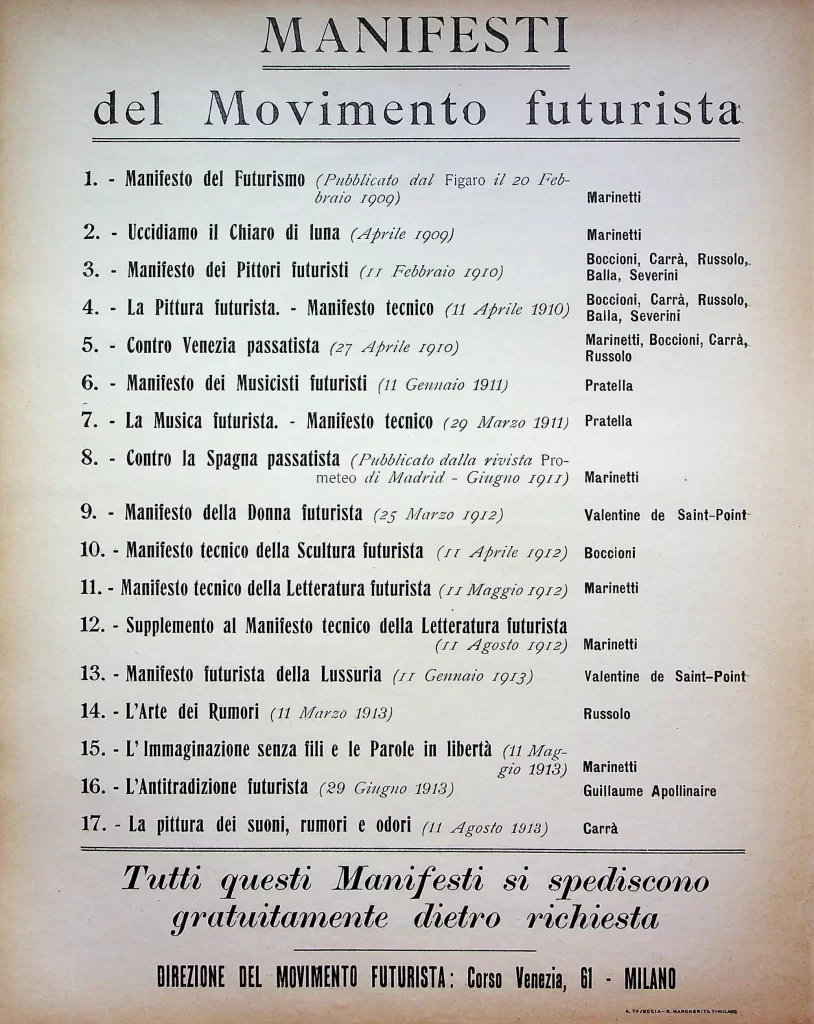 MANIFESTI
del Movimento futurista
1. - Manifesto del Futurismo (Pubblicato dal Figaro il 20 Feb-
braio 1909) Marinetti
2. - Uccidiamo il Chiaro di luna (Aprile 1909) Marinetti
3. - Manifesto dei Pittori futuristi (11 Febbraio 1910) Boccioni, Carrà, Russolo,
Balla, Severini
4. - La Pittura futurista. - Manifesto tecnico (11 Aprile 1910) Boccioni, Carrà, Russolo,
Balla, Severini
5. - Contro Venezia passatista (27 Aprile 1910) Marinetti, Boccioni, Carrà,
Russolo
6. - Manifesto dei Musicisti futuristi (11 Gennaio 1911) Pratella
7. - La Musica futurista. - Manifesto tecnico (29 Marzo 1911) Pratella
8. - Contro la Spagna passatista (Pubblicato dalla rivista Pro-
meteo di Madrid - Giugno 1911) Marinetti
9. - Manifesto della Donna futurista (25 Marzo 1912) Valentine de Saint-Point
10. - Manifesto tecnico della Scultura futurista (11 Aprile 1912) Boccioni
11. - Manifesto tecnico della Letteratura futurista (11 Maggio 1912) Marinetti
12. - Supplemento al Manifesto tecnico della Letteratura futurista
(11 Agosto 1912) Marinetti
13. - Manifesto futurista della Lussuria (11 Gennaio 1913) Valentine de Saint-Point
14. - L'Arte dei Rumori (11 Marzo 1913) Russolo
15. - L'Immaginazione senza fili e le Parole in libertà (11 Mag-
gio 1913) Marinetti
16. - L'Antitradizione futurista (29 Giugno 1913) Guillaume Apollinaire
17. - La pittura dei suoni, rumori e odori (11 Agosto 1913) Carrà
Tutti questi Manifesti si spediscono
gratuitamente dietro richiesta
DIREZIONE DEL MOVIMENTO FUTURISTA: Corso Venezia, 61 - MILANO